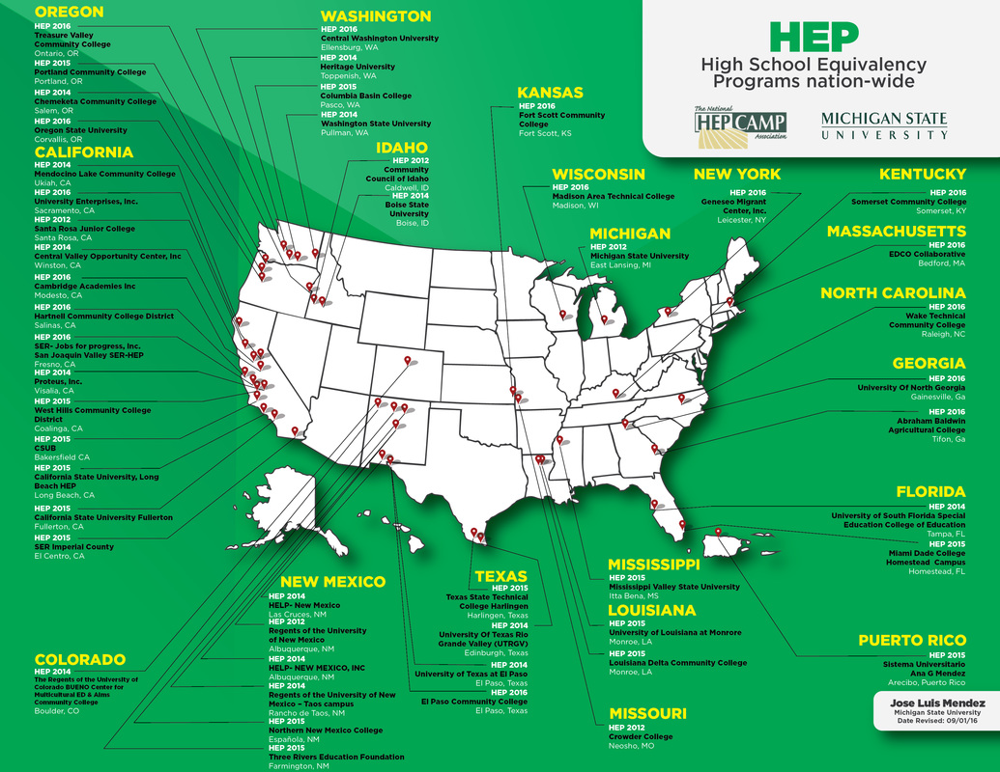 OREGON
HEP 2016
Treasure Valley
Community College
Ontario, OR
HEP 2015
Portland Community College
Portland, OR
HEP 2014
Chemeketa Community College
Salem, OR
HEP 2016
Oregon State University
Corvallis, OR
CALIFORNIA
HEP 2014
Mendocino Lake Community College
Ukiah, CA
HEP 2016
University Enterprises, Inc.
Sacramento, CA
HEP 2012
Santa Rosa Junior College
Santa Rosa, CA
HEP 2014
Central Valley Opportunity Center, Inc
Winston, CA
HEP 2016
Cambridge Academies Inc
Modesto, CA
HEP 2016
Hartnell Community College District
Salinas, CA
HEP 2016
SER- Jobs for progress, Inc.
San Joaquin Valley SER-HEP
Fresno, CA
HEP 2014
Proteus, Inc.
Visalia, CA
HEP 2015
West Hills Community College
District
Coalinga, CA
HEP 2015
CSUB
Bakersfield CA
HEP 2015
California State University, Long
Beach HEP
Long Beach, CA
HEP 2015
California State University Fullerton
Fullerton, CA
HEP 2015
SER Imperial County
El Centro, CA
COLORADO
HEP 2014
The Regents of the University of
Colorado BUENO Center for
Multicultural ED & Alms
Community College
Boulder, CO
WASHINGTON
HEP 2016
Central Washington University
Ellensburg, WA
HEP 2014
Heritage University
Toppenish, WA
HEP 2015
Columbia Basin College
Pasco, WA
HEP 2014
Washington State University
Pullman, WA
IDAHO
HEP 2012
Community
Council of Idaho
Caldwell, ID
HEP 2014
Boise State
University
Boise, ID
KANSAS
HEP 2016
Fort Scott Community
College
Fort Scott, KS
WISCONSIN
HEP 2016
Madison Area Technical College
Madison, WI
MICHIGAN
HEP 2012
Michigan State University
East Lansing, MI
HEP
High School Equivalency
Programs nation-wide
The National
HEP CAMP
Association
MICHIGAN STATE
UNIVERSITY
NEW YORK
HEP 2016
Geneseo Migrant
Center, Inc.
Leicester, NY
KENTUCKY
HEP 2016
Somerset Community College
Somerset, KY
MASSACHUSETTS
HEP 2016
EDCO Collaborative
Bedford, MA
NORTH CAROLINA
HEP 2016
Wake Technical
Community College
Raleigh, NC
GEORGIA
HEP 2016
University Of North Georgia
Gainesville, Ga
HEP 2016
Abraham Baldwin
Agricultural College
Tifon, Ga
FLORIDA
HEP 2014
University of South Florida Special
Education College of Education
Tampa, FL
HEP 2015
Miami Dade College
Homestead Campus
Homestead, FL
NEW MEXICO
HEP 2014
HELP- New Mexico
Las Cruces, NM
HEP 2012
Regents of the University
of New Mexico
Albuquerque, NM
HEP 2014
HELP- NEW MEXICO, INC
Albuquerque, NM
HEP 2014
Regents of the University of New
Mexico – Taos campus
Rancho de Taos, NM
HEP 2015
Northern New Mexico College
Española, NM
HEP 2015
Three Rivers Education Foundation
Farmington, NM
TEXAS
HEP 2015
Texas State Technical
College Harlingen
Harlingen, Texas
HEP 2014
University Of Texas Rio
Grande Valley (UTRGV)
Edinburgh, Texas
HEP 2014
University of Texas at El Paso
El Paso, Texas
HEP 2016
El Paso Community College
El Paso, Texas
MISSISSIPPI
HEP 2015
Mississippi Valley State University
Itta Bena, MS
LOUISIANA
HEP 2015
University of Louisiana at Monrore
Monroe, LA
HEP 2015
Louisiana Delta Community College
Monroe, LA
MISSOURI
HEP 2012
Crowder College
Neosho, MO
PUERTO RICO
HEP 2015
Sistema Universitario
Ana G Mendez
Arecibo, Puerto Rico
Jose Luis Mendez
Michigan State University
Date Revised: 09/01/16